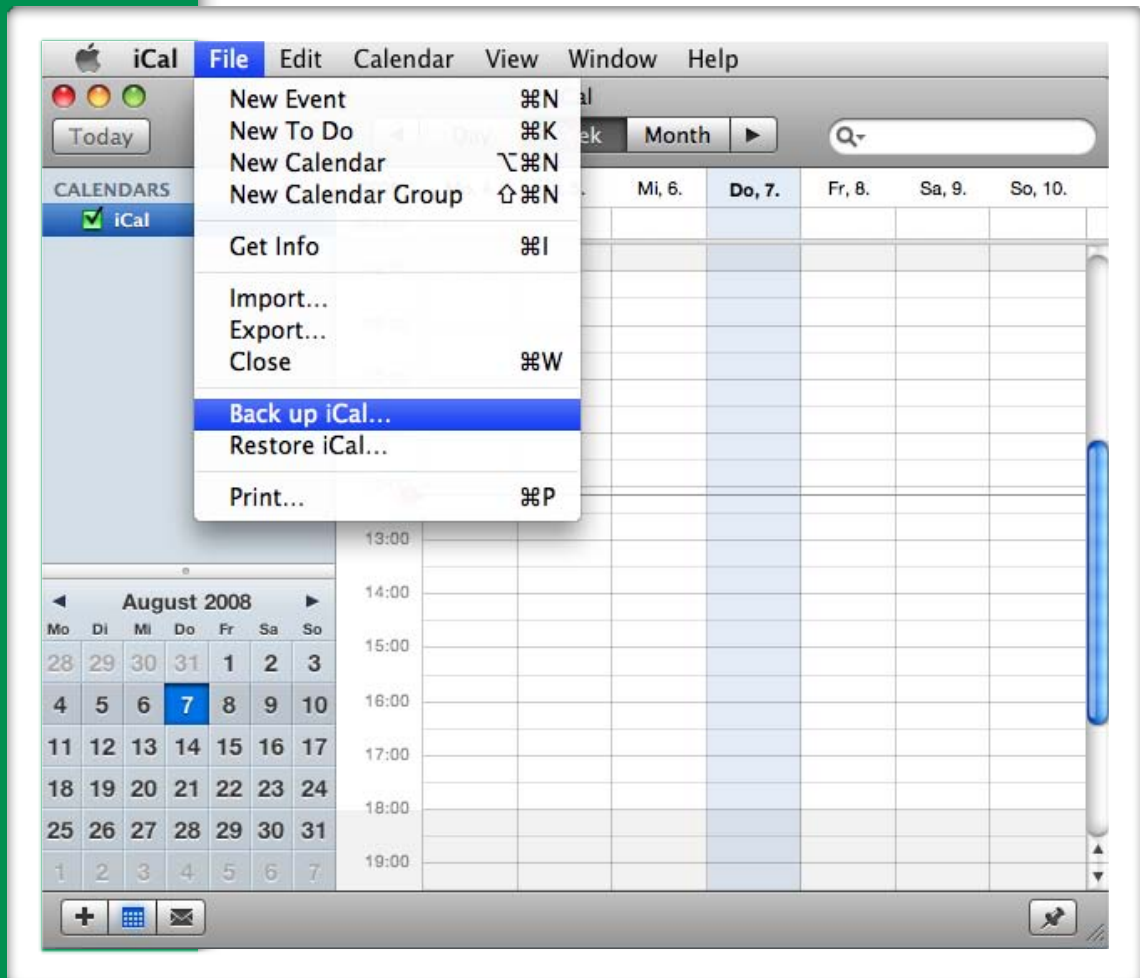 iCal File Edit Calendar View Window Help
al
Today
ek Month
Q
New Event ⌘N
New To Do ⌘K
New Calendar ⌥⌘N
New Calendar Group ⇧⌘N
Get Info ⌘I
Import...
Export...
Close ⌘W
Back up iCal...
Restore iCal...
Print... ⌘P
CALENDARS
iCal
Mi, 6. Do, 7. Fr, 8. Sa, 9. So, 10.
13:00
14:00
15:00
16:00
17:00
18:00
19:00
August 2008
Mo Di Mi Do Fr Sa So
28 29 30 31 1 2 3
4 5 6 7 8 9 10
11 12 13 14 15 16 17
18 19 20 21 22 23 24
25 26 27 28 29 30 31
1 2 3 4 5 6 7